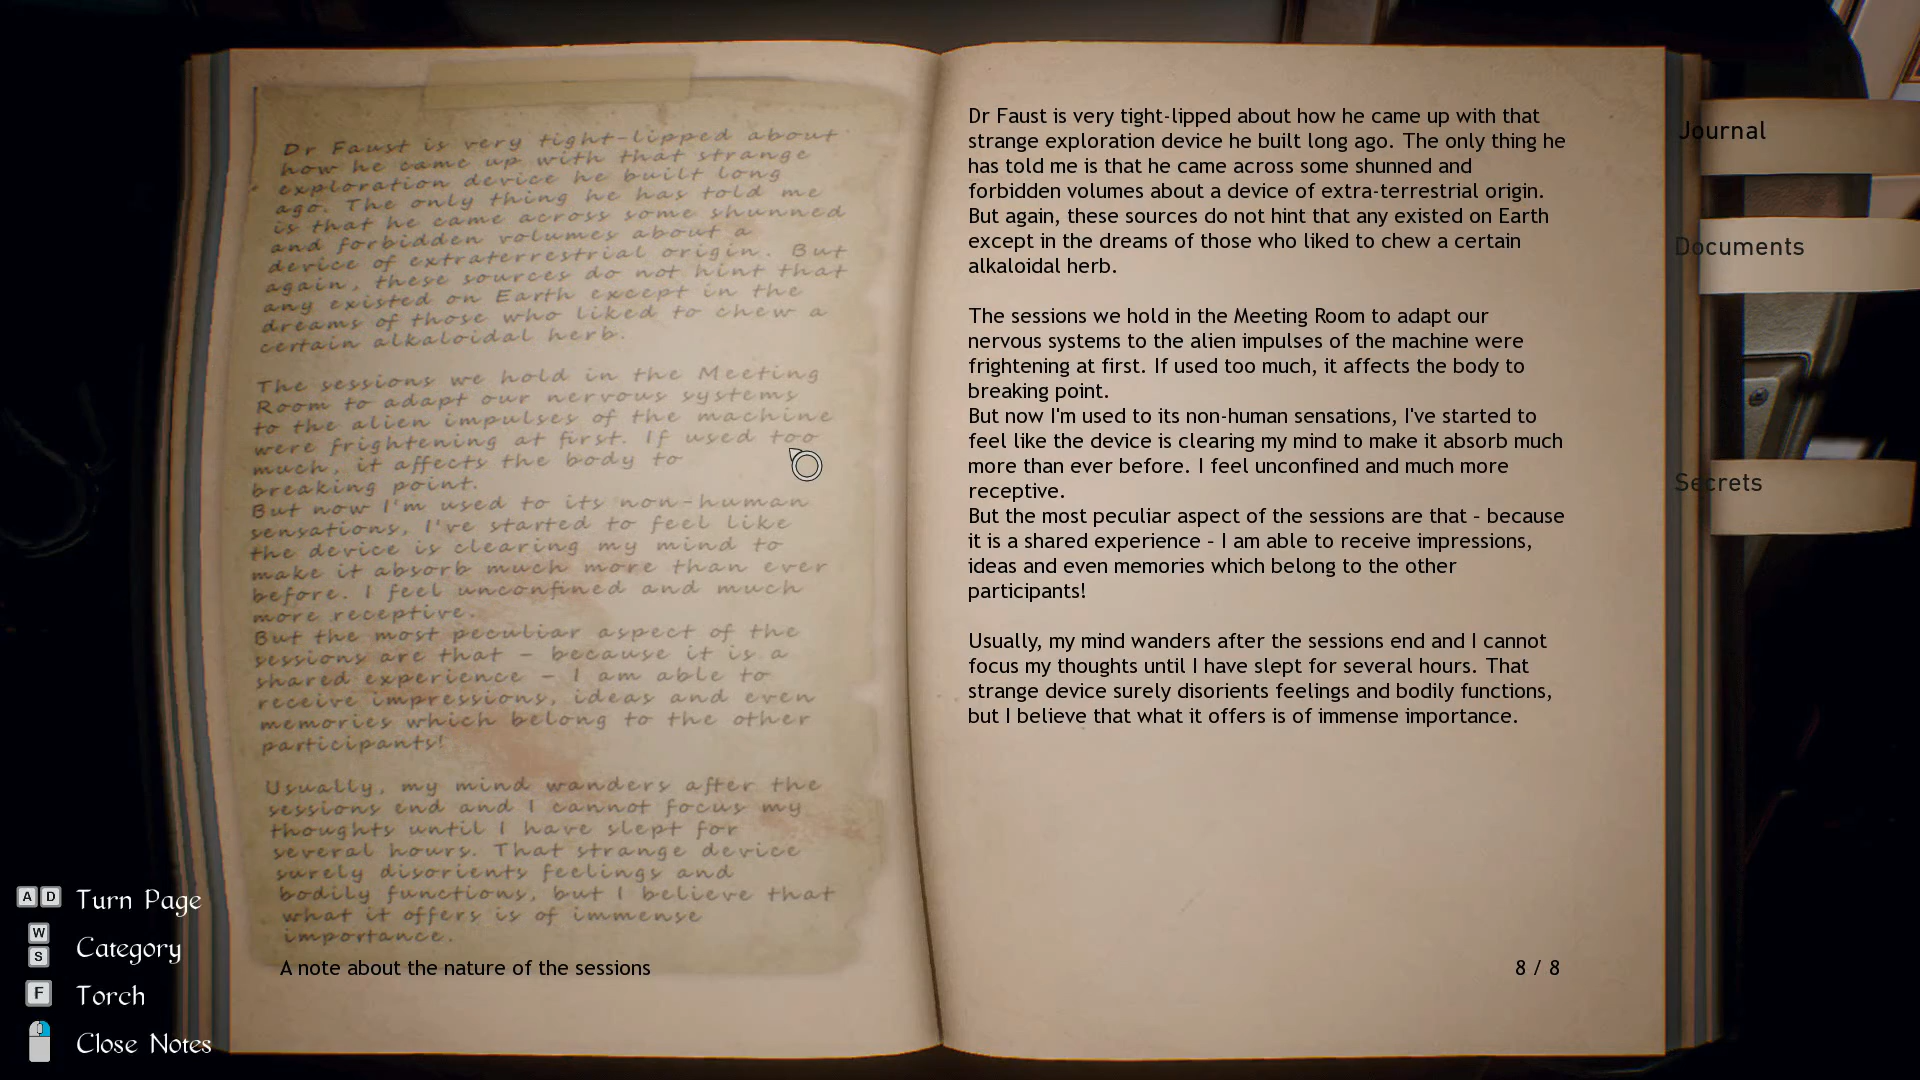 Dr Faust is very tight-lipped about
how he came up with that strange
exploration device he built long
ago. The only thing he has told me
is that he came across some shunned
and forbidden volumes about a
device of extraterrestrial origin. But
again, these sources do not hint that
any existed on Earth except in the
dreams of those who liked to chew a
certain alkaloidal herb.
The sessions we hold in the Meeting
Room to adapt our nervous systems
to the alien impulses of the machine
were frightening at first. If used too
much, it affects the body to
breaking point.
But now I'm used to its non-human
sensations, I've started to feel like
the device is clearing my mind to
make it absorb much more than ever
before. I feel unconfined and much
more receptive.
But the most peculiar aspect of the
sessions are that - because it is a
shared experience - I am able to
receive impressions, ideas and even
memories which belong to the other
participants!
Usually, my mind wanders after the
sessions end and I cannot focus my
thoughts until I have slept for
several hours. That strange device
surely disorients feelings and
bodily functions, but I believe that
what it offers is of immense
importance.
A note about the nature of the sessions
Dr Faust is very tight-lipped about how he came up with that
strange exploration device he built long ago. The only thing he
has told me is that he came across some shunned and
forbidden volumes about a device of extra-terrestrial origin.
But again, these sources do not hint that any existed on Earth
except in the dreams of those who liked to chew a certain
alkaloidal herb.
The sessions we hold in the Meeting Room to adapt our
nervous systems to the alien impulses of the machine were
frightening at first. If used too much, it affects the body to
breaking point.
But now I'm used to its non-human sensations, I've started to
feel like the device is clearing my mind to make it absorb much
more than ever before. I feel unconfined and much more
receptive.
But the most peculiar aspect of the sessions are that - because
it is a shared experience - I am able to receive impressions,
ideas and even memories which belong to the other
participants!
Usually, my mind wanders after the sessions end and I cannot
focus my thoughts until I have slept for several hours. That
strange device surely disorients feelings and bodily functions,
but I believe that what it offers is of immense importance.
8 / 8
Journal
Documents
Secrets
A D Turn Page
W
S
Category
F Torch
Close Notes